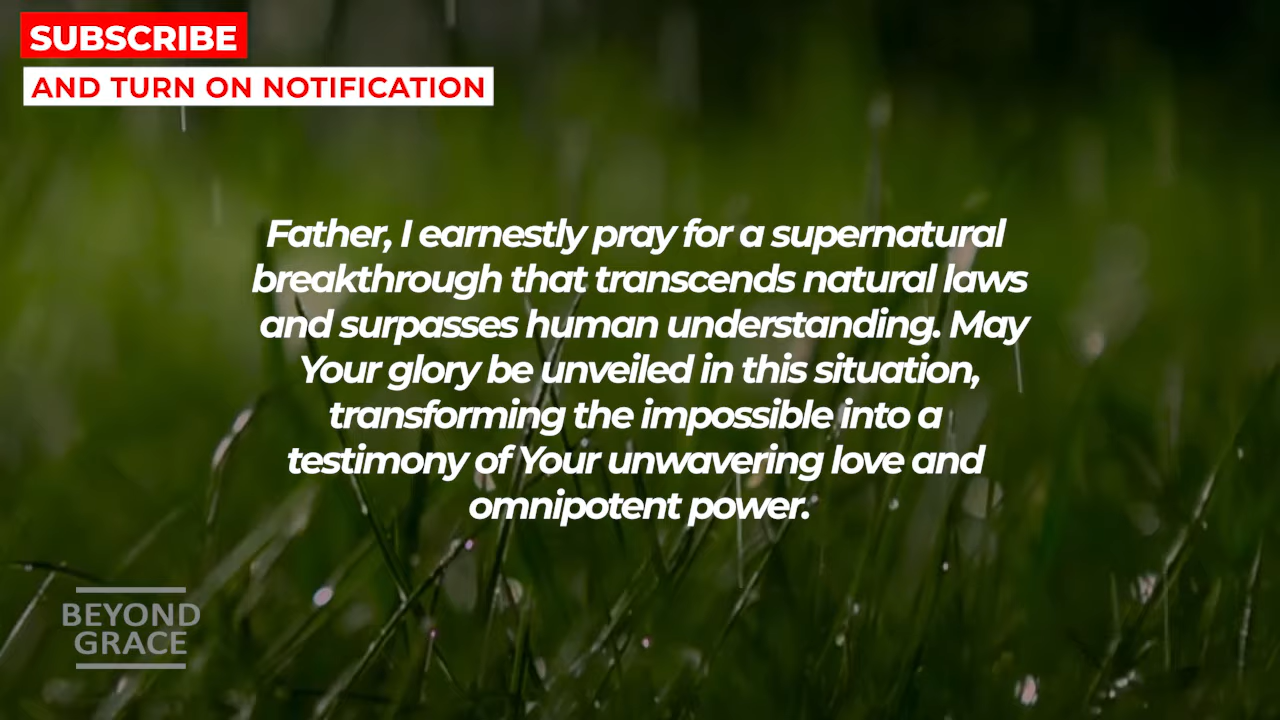 SUBSCRIBE
AND TURN ON NOTIFICATION
Father, I earnestly pray for a supernatural
breakthrough that transcends natural laws
and surpasses human understanding. May
Your glory be unveiled in this situation,
transforming the impossible into a
testimony of Your unwavering love and
omnipotent power.
BEYOND
GRACE